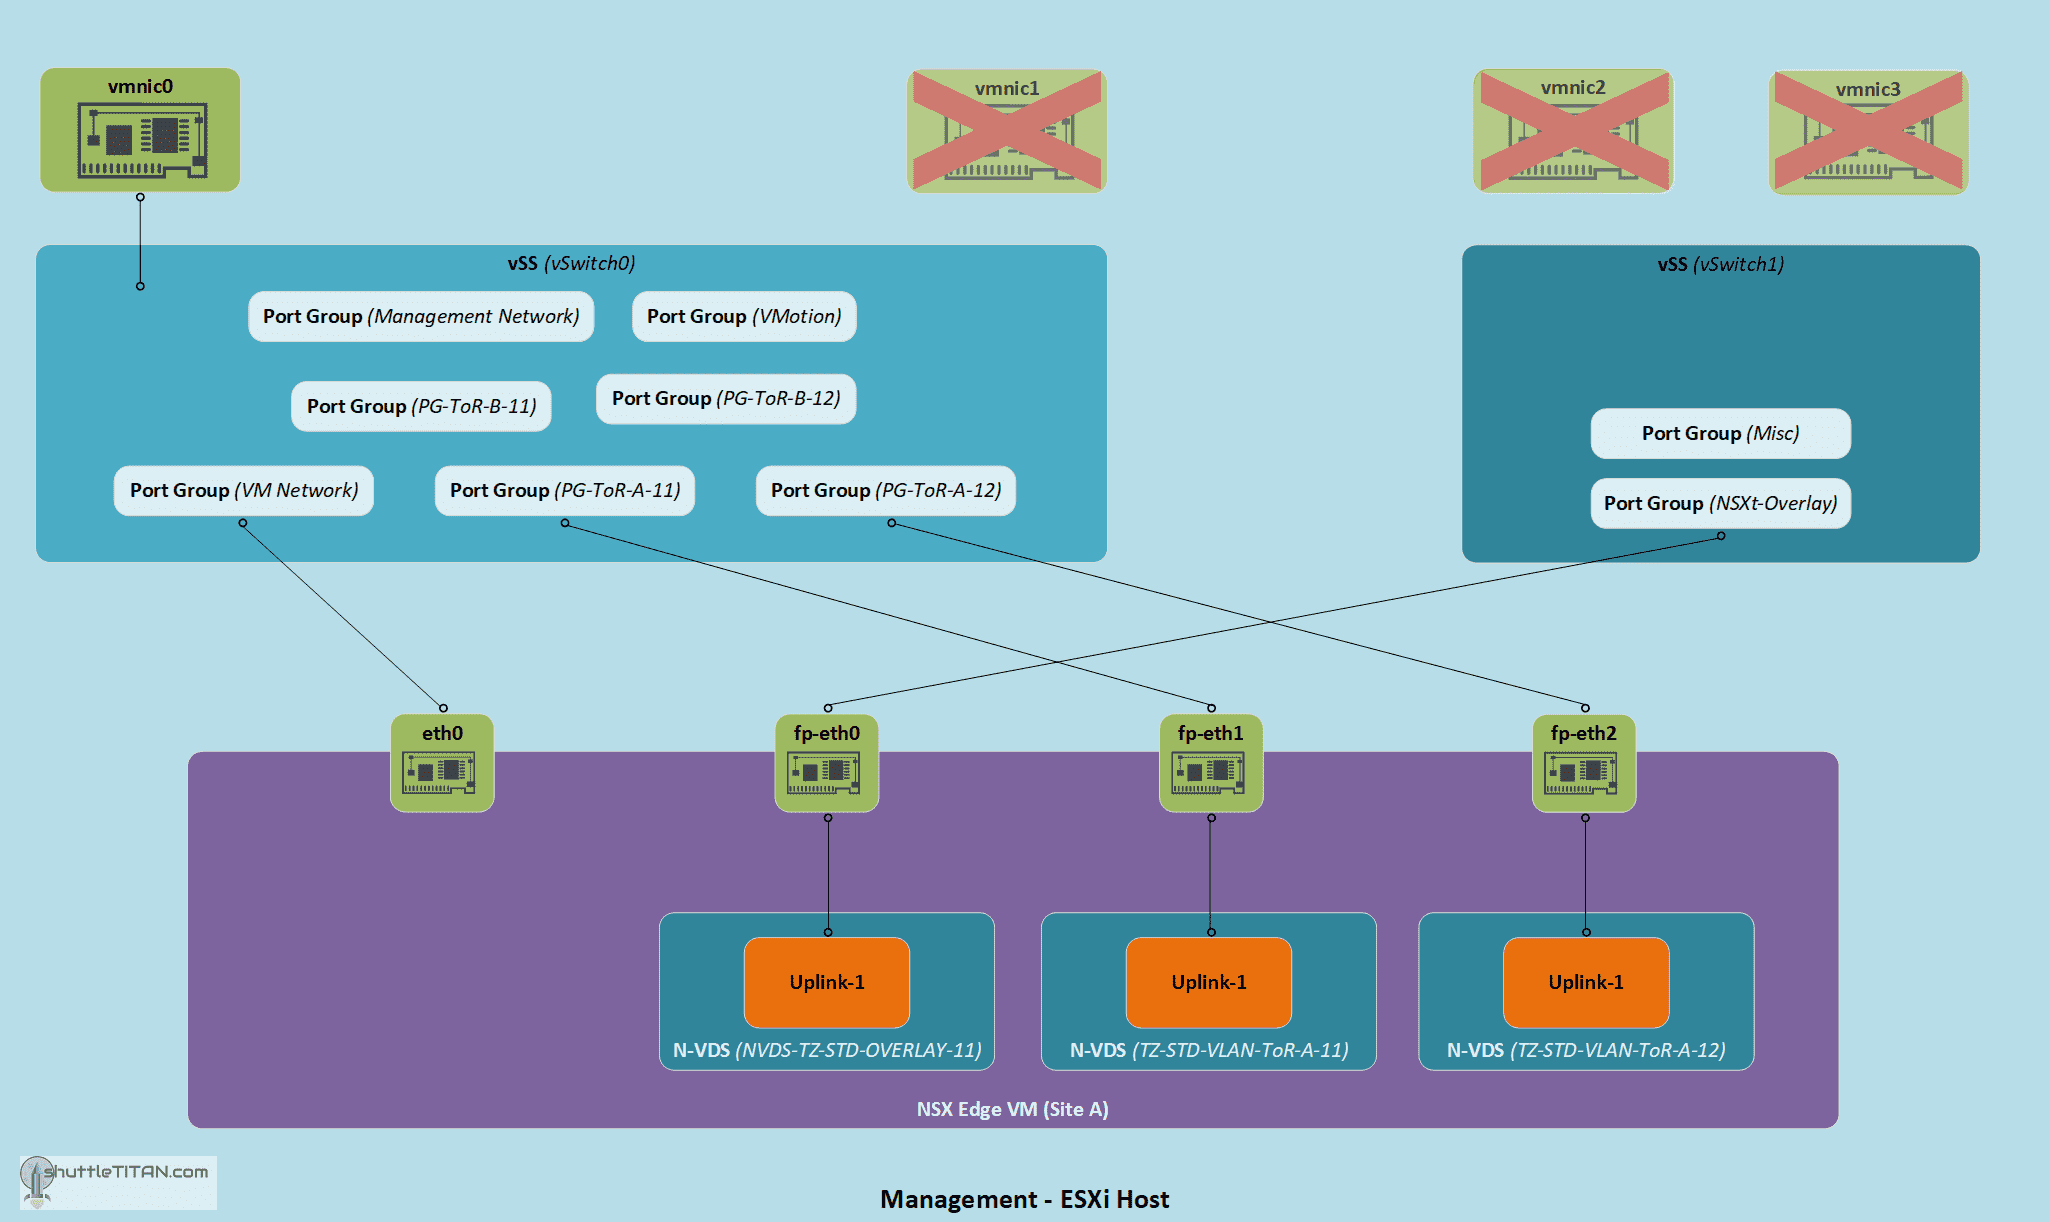 vmnic0
vmnic1
vmnic2
vmnic3
vSS (vSwitch0)
Port Group (Management Network)
Port Group (VMotion)
Port Group (PG-ToR-B-11)
Port Group (PG-ToR-B-12)
Port Group (VM Network)
Port Group (PG-ToR-A-11)
Port Group (PG-ToR-A-12)
vSS (vSwitch1)
Port Group (Misc)
Port Group (NSXt-Overlay)
eth0
fp-eth0
fp-eth1
fp-eth2
Uplink-1
N-VDS (NVDS-TZ-STD-OVERLAY-11)
Uplink-1
N-VDS (TZ-STD-VLAN-ToR-A-11)
Uplink-1
N-VDS (TZ-STD-VLAN-ToR-A-12)
NSX Edge VM (Site A)
shuttleTITAN.com
Management - ESXi Host